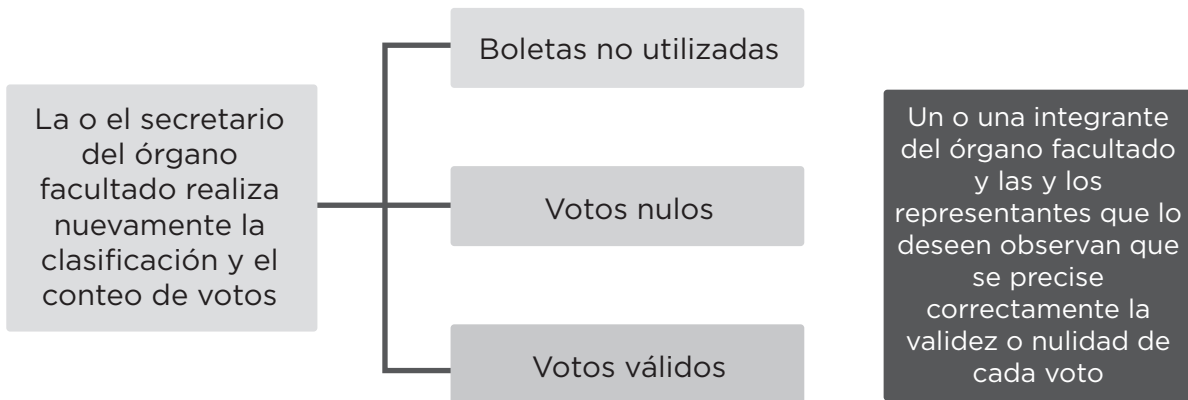 La o el secretario
del órgano
facultado realiza
nuevamente la
clasificación y el
conteo de votos
Boletas no utilizadas
Votos nulos
Votos válidos
Un o una integrante
del órgano facultado
y las y los
representantes que lo
deseen observan que
se precise
correctamente la
validez o nulidad de
cada voto